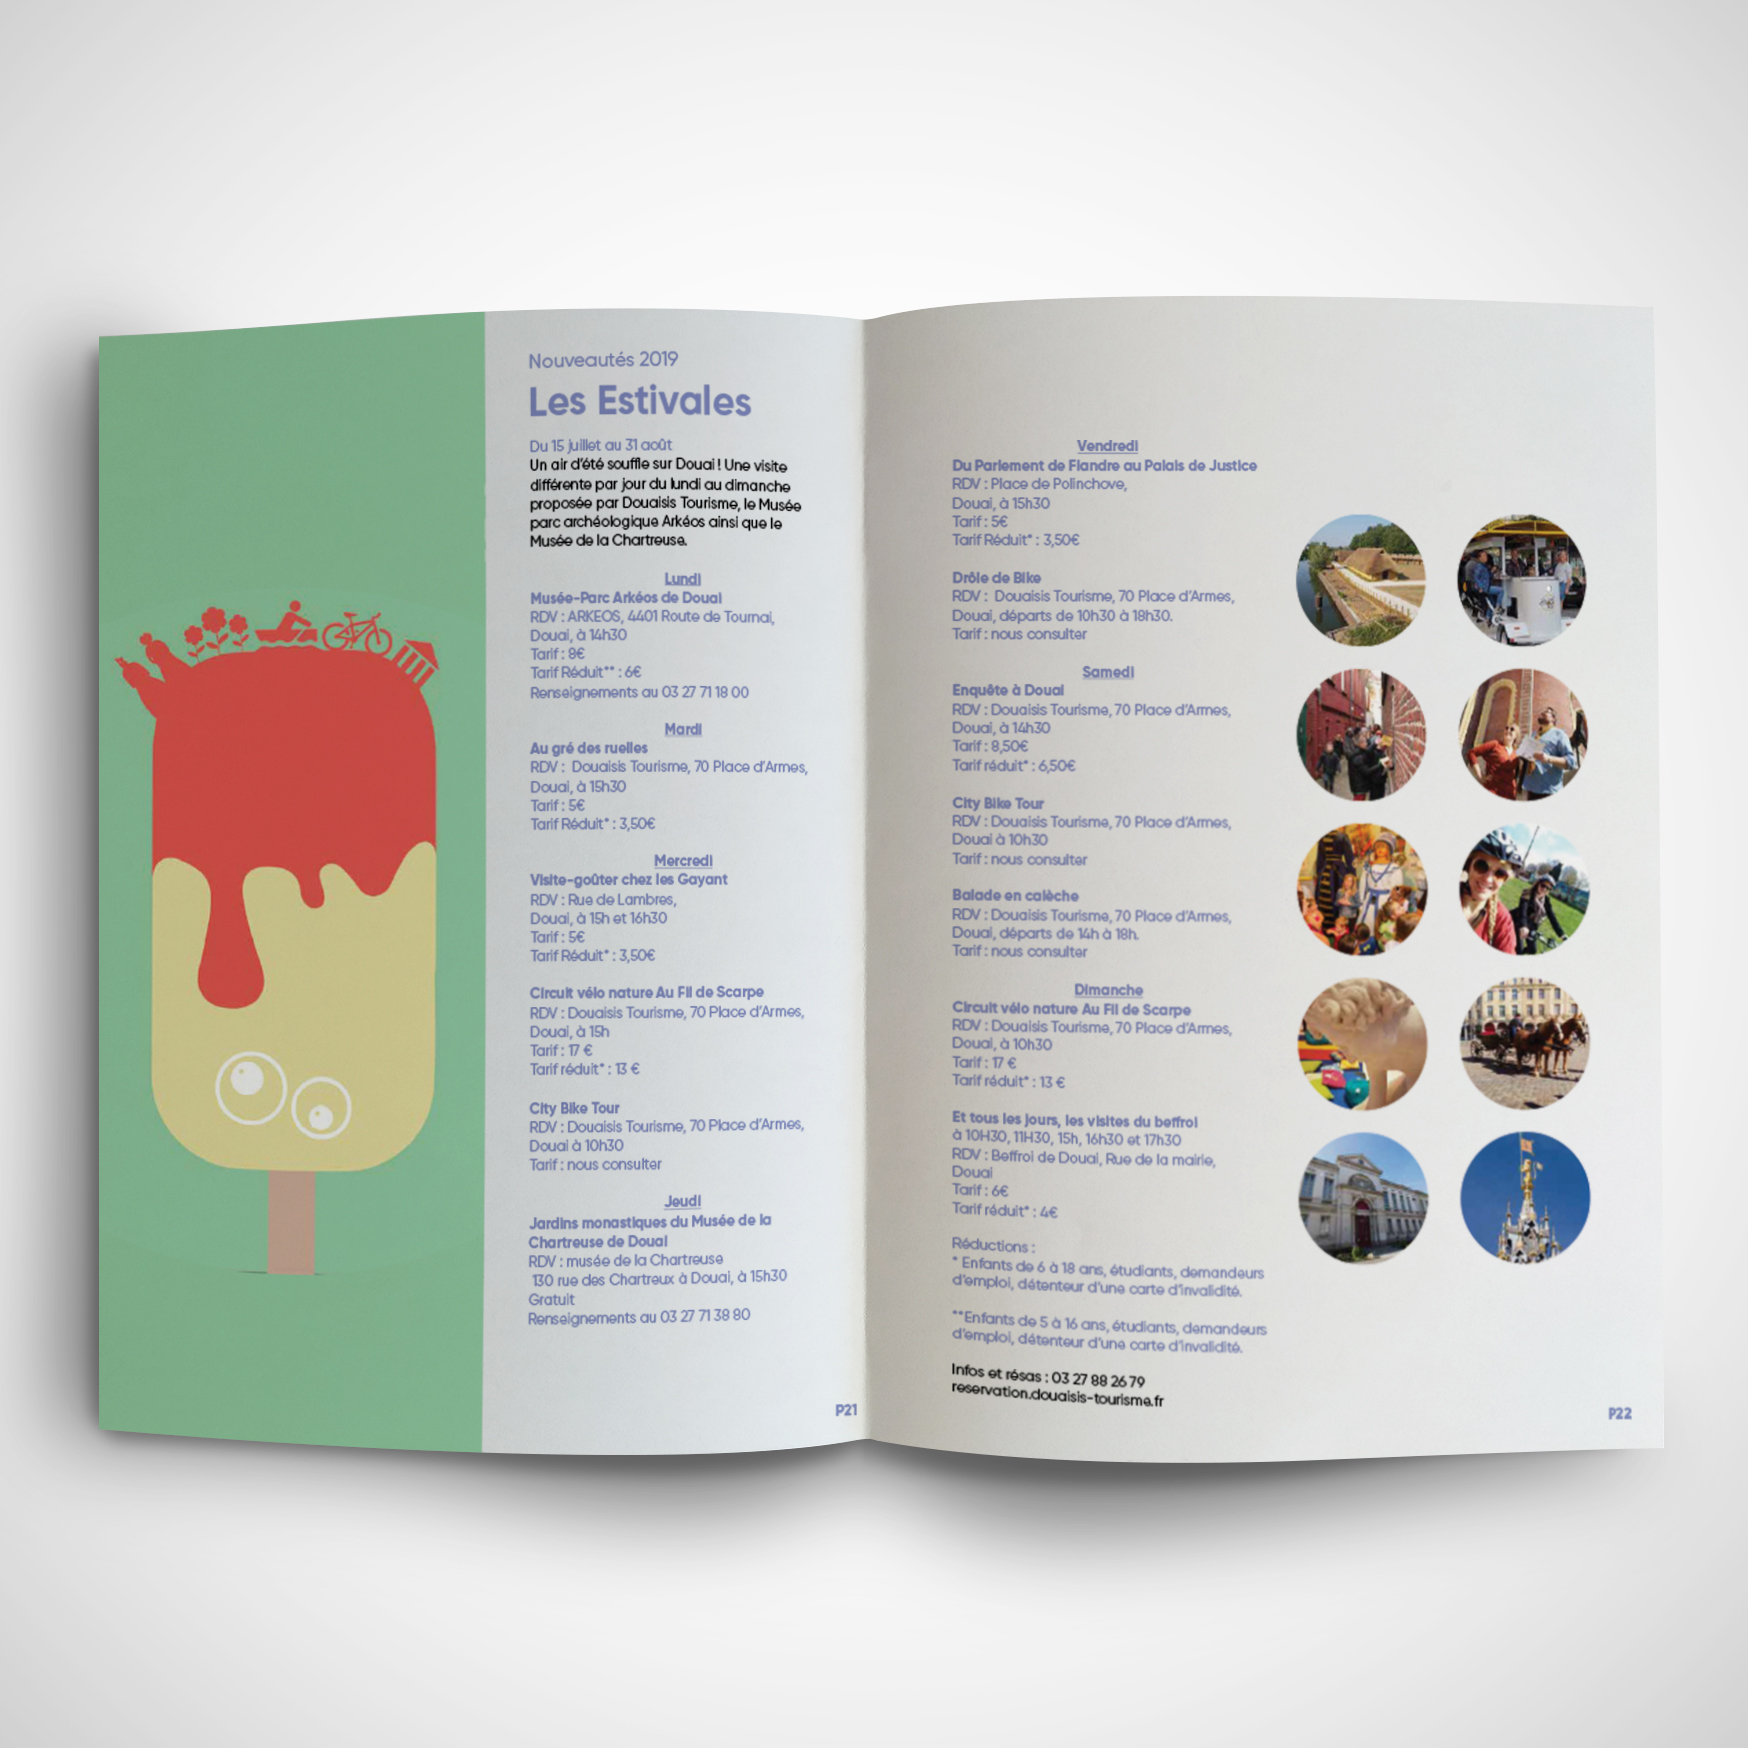 Nouveautés 2019
Les Estivales
Du 15 juillet au 31 août
Un air d'été souffle sur Douai ! Une visite
différente par jour du lundi au dimanche
proposée par Douaisis Tourisme, le Musée
parc archéologique Arkéos ainsi que le
Musée de la Chartreuse.
Lundi
Musée-Parc Arkéos de Douai
RDV : ARKEOS, 4401 Route de Tournai,
Douai, à 14h30
Tarif : 8€
Tarif Réduit** : 6€
Renseignements au 03 27 71 18 00
Mardi
Au gré des ruelles
RDV : Douaisis Tourisme, 70 Place d'Armes,
Douai, à 15h30
Tarif : 5€
Tarif Réduit* : 3,50€
Mercredi
Visite-goûter chez les Gayant
RDV : Rue de Lambres,
Douai, à 15h et 16h30
Tarif : 5€
Tarif Réduit* : 3,50€
Circuit vélo nature Au Fil de Scarpe
RDV : Douaisis Tourisme, 70 Place d'Armes,
Douai, à 15h
Tarif : 17 €
Tarif réduit* : 13 €
City Bike Tour
RDV : Douaisis Tourisme, 70 Place d'Armes,
Douai à 10h30
Tarif : nous consulter
Jeudi
Jardins monastiques du Musée de la
Chartreuse de Douai
RDV : musée de la Chartreuse
130 rue des Chartreux à Douai, à 15h30
Gratuit
Renseignements au 03 27 71 38 80
P21
Vendredi
Du Parlement de Flandre au Palais de Justice
RDV : Place de Polinchove,
Douai, à 15h30
Tarif : 5€
Tarif Réduit* : 3,50€
Drôle de Bike
RDV : Douaisis Tourisme, 70 Place d'Armes,
Douai, départs de 10h30 à 18h30.
Tarif : nous consulter
Samedi
Enquête à Douai
RDV : Douaisis Tourisme, 70 Place d'Armes,
Douai, à 14h30
Tarif : 8,50€
Tarif réduit* : 6,50€
City Bike Tour
RDV : Douaisis Tourisme, 70 Place d'Armes,
Douai à 10h30
Tarif : nous consulter
Balade en calèche
RDV : Douaisis Tourisme, 70 Place d'Armes,
Douai, départs de 14h à 18h.
Tarif : nous consulter
Dimanche
Circuit vélo nature Au Fil de Scarpe
RDV : Douaisis Tourisme, 70 Place d'Armes,
Douai, à 10h30
Tarif : 17 €
Tarif réduit* : 13 €
Et tous les jours, les visites du beffroi
à 10H30, 11H30, 15h, 16h30 et 17h30
RDV : Beffroi de Douai, Rue de la mairie,
Douai
Tarif : 6€
Tarif réduit* : 4€
Réductions :
* Enfants de 6 à 18 ans, étudiants, demandeurs
d'emploi, détenteur d'une carte d'invalidité.
**Enfants de 5 à 16 ans, étudiants, demandeurs
d'emploi, détenteur d'une carte d'invalidité.
Infos et résas : 03 27 88 26 79
reservation.douaisis-tourisme.fr
P22